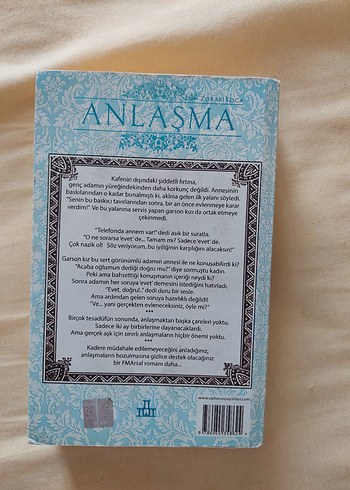 ZORAKİ KOCA
ANLAŞMA
Kafenin dışındaki şiddetli fırtına,
genç adamın yüreğindekinden daha korkunç değildi. Annesinin
baskılarından o kadar bunalmıştı ki, aklına gelen ilk yalanı söyledi.
"Senin bu baskıcı tavırlarından sonra, bir an önce evlenmeye karar
verdim!" Ve bu yalanına servis yapan garson kızı da ortak etmeye
çekinmedi.
"Telefonda annem var!" dedi asık bir suratla,
"O ne sorarsa 'evet' de... Tamam mı? Sadece 'evet' de.
Çok nazik ol! Söz veriyorum, bu iyiliğinin karşılığını alacaksın!"
Garson kız bu sert görünümlü adamın annesi ile ne konuşabilirdi ki?
"Acaba oğlumun dediği doğru mu?" diye sormuştu kadın.
Peki ama bahsettiği konuşmanın içeriği neydi ki?
Sonra adamın her soruya 'evet' demesini istediğini hatırladı.
"Evet, doğru!.." dedi duru bir sesle.
Ama ardından gelen soruya hazırlıklı değildi!
"Ve... yani gerçekten evleneceksiniz, öyle mi?"
***
Birçok tesadüfün sonunda, anlaşmaktan başka çareleri yoktu.
Sadece iki ay birbirlerine dayanacaklardı.
Ama gerçek aşk için sınırlı anlaşmaların hiçbir önemi yoktu.
***
Kadere müdahale edilemeyeceğini anladığınız,
anlaşmaların bozulmasına gizlice destek olacağınız
bir FMArsal romanı daha...
www.ephesusyayinlari.com